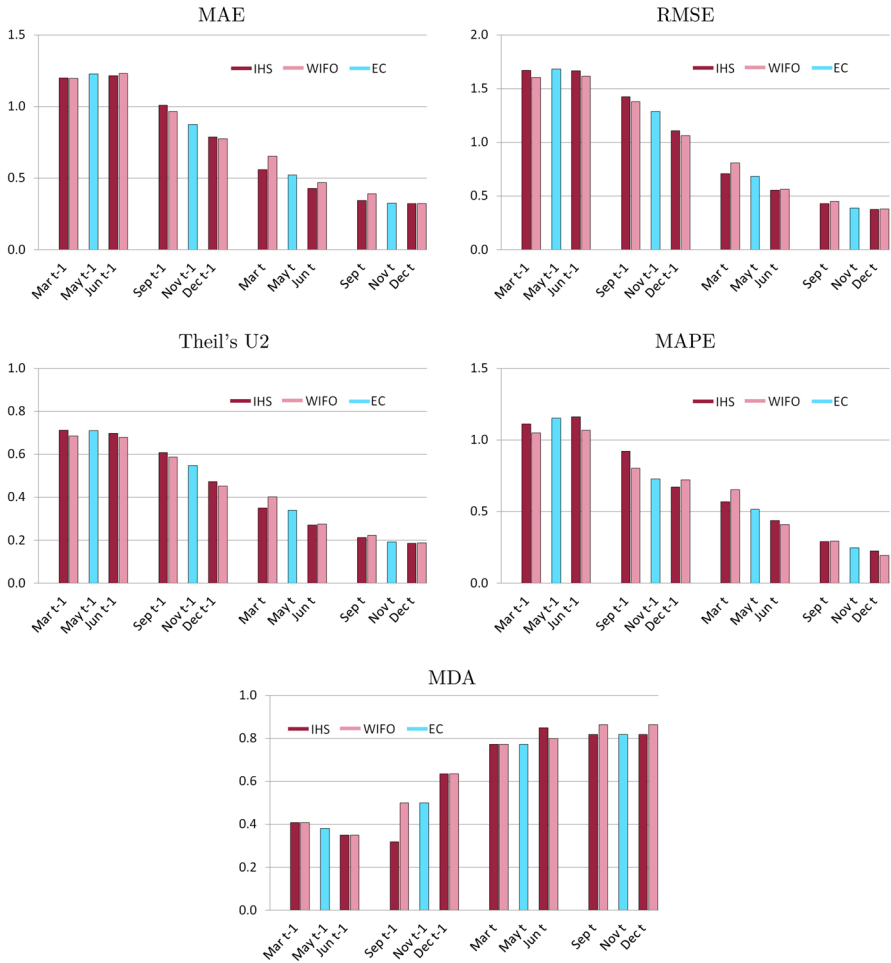 MAE
1.5
IHS WIFO EC
1.0
0.5
0.0
Mar t-1 May t-1 Jun t-1 Sep t-1 Nov t-1 Dec t-1 Mar t May t Jun t Sep t Nov t Dec t
RMSE
2.0
IHS WIFO EC
1.5
1.0
0.5
0.0
Mar t-1 May t-1 Jun t-1 Sep t-1 Nov t-1 Dec t-1 Mar t May t Jun t Sep t Nov t Dec t
Theil's U2
1.0
IHS WIFO EC
0.8
0.6
0.4
0.2
0.0
Mar t-1 May t-1 Jun t-1 Sep t-1 Nov t-1 Dec t-1 Mar t May t Jun t Sep t Nov t Dec t
MAPE
1.5
IHS WIFO EC
1.0
0.5
0.0
Mar t-1 May t-1 Jun t-1 Sep t-1 Nov t-1 Dec t-1 Mar t May t Jun t Sep t Nov t Dec t
MDA
1.0
IHS WIFO EC
0.8
0.6
0.4
0.2
0.0
Mar t-1 May t-1 Jun t-1 Sep t-1 Nov t-1 Dec t-1 Mar t May t Jun t Sep t Nov t Dec t